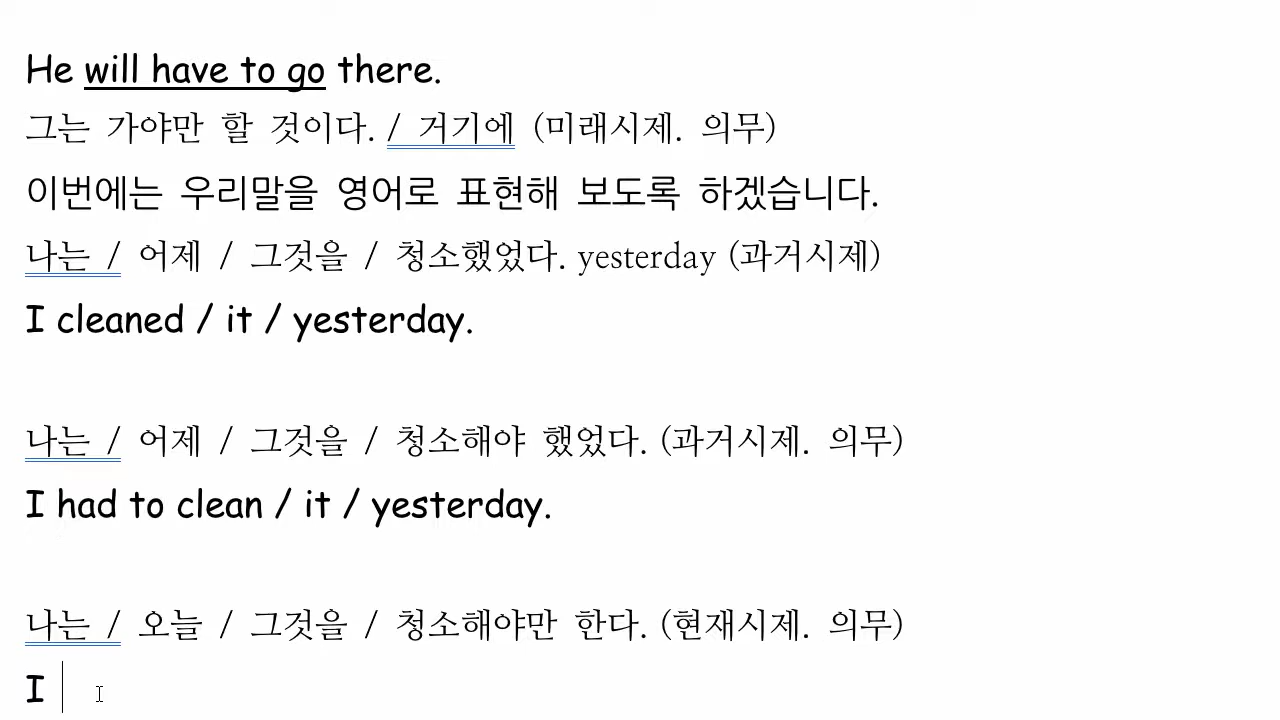 He will have to go there.
그는 가야만 할 것이다. / 거기에 (미래시제. 의무)
이번에는 우리말을 영어로 표현해 보도록 하겠습니다.
나는 / 어제 / 그것을 / 청소했었다. yesterday (과거시제)
I cleaned / it / yesterday.
나는 / 어제 / 그것을 / 청소해야 했었다. (과거시제. 의무)
I had to clean / it / yesterday.
나는 / 오늘 / 그것을 / 청소해야만 한다. (현재시제. 의무)
I